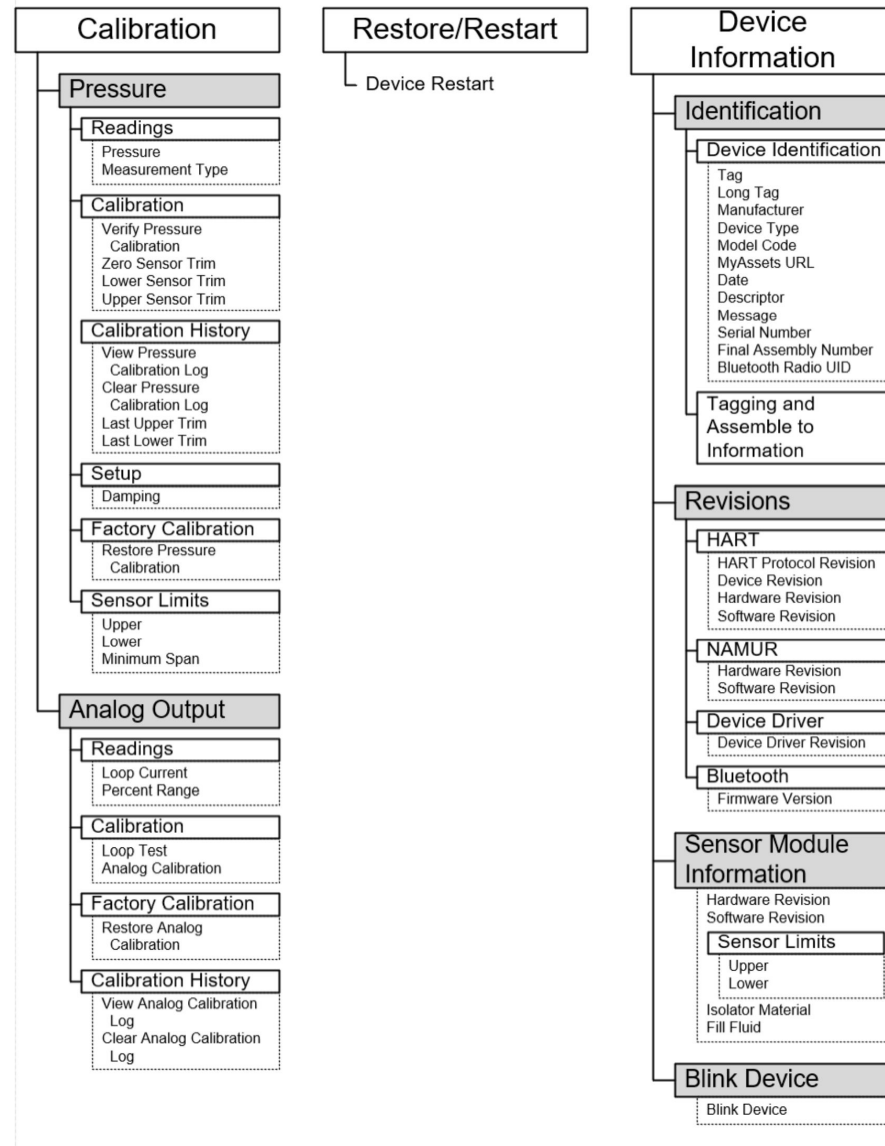 Calibration
Pressure
Readings
Pressure
Measurement Type
Calibration
Verify Pressure
Calibration
Zero Sensor Trim
Lower Sensor Trim
Upper Sensor Trim
Calibration History
View Pressure
Calibration Log
Clear Pressure
Calibration Log
Last Upper Trim
Last Lower Trim
Setup
Damping
Factory Calibration
Restore Pressure
Calibration
Sensor Limits
Upper
Lower
Minimum Span
Analog Output
Readings
Loop Current
Percent Range
Calibration
Loop Test
Analog Calibration
Factory Calibration
Restore Analog
Calibration
Calibration History
View Analog Calibration
Log
Clear Analog Calibration
Log
Restore/Restart
Device Restart
Device
Information
Identification
Device Identification
Tag
Long Tag
Manufacturer
Device Type
Model Code
MyAssets URL
Date
Descriptor
Message
Serial Number
Final Assembly Number
Bluetooth Radio UID
Tagging and
Assemble to
Information
Revisions
HART
HART Protocol Revision
Device Revision
Hardware Revision
Software Revision
NAMUR
Hardware Revision
Software Revision
Device Driver
Device Driver Revision
Bluetooth
Firmware Version
Sensor Module
Information
Hardware Revision
Software Revision
Sensor Limits
Upper
Lower
Isolator Material
Fill Fluid
Blink Device
Blink Device